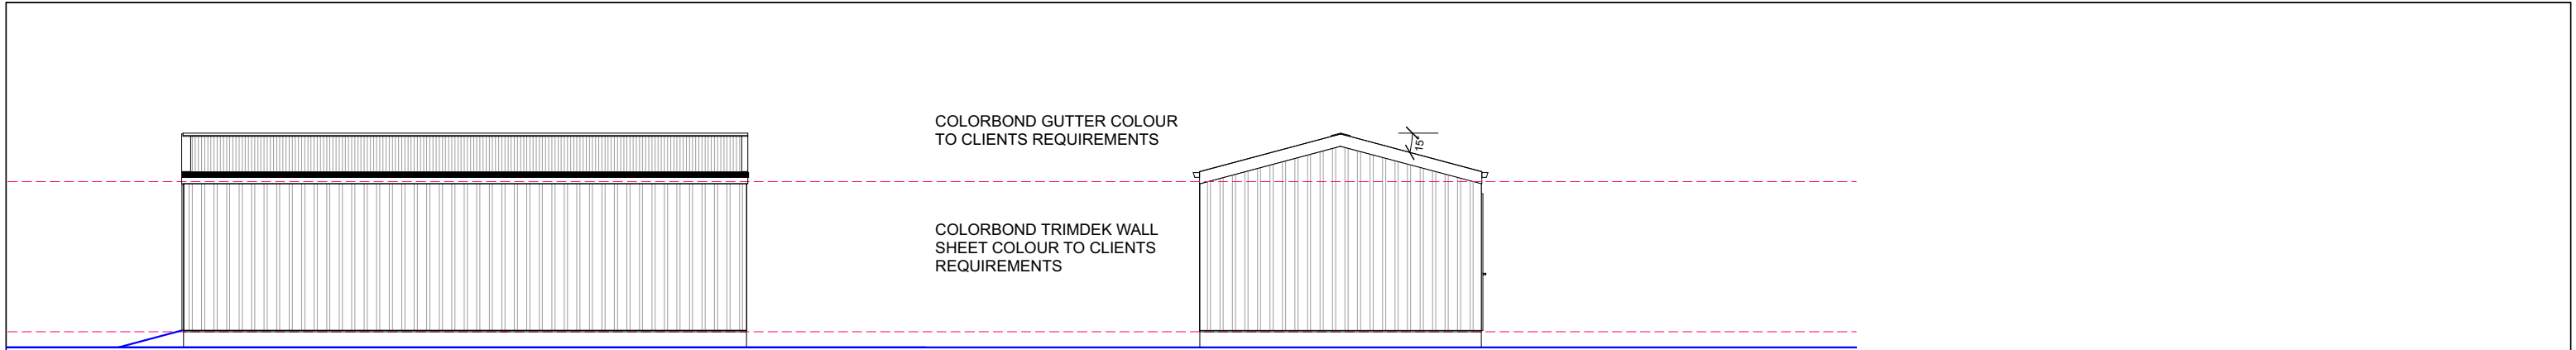 COLORBOND GUTTER COLOUR
TO CLIENTS REQUIREMENTS
15°
COLORBOND TRIMDEK WALL
SHEET COLOUR TO CLIENTS
REQUIREMENTS